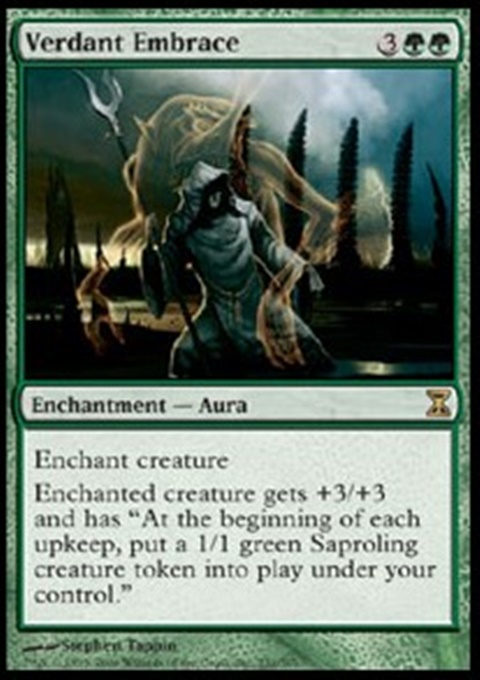 Verdant Embrace 3
Enchantment — Aura
Enchant creature
Enchanted creature gets +3/+3
and has “At the beginning of each
upkeep, put a 1/1 green Saproling
creature token into play under your
control.”
Stephen Tappin